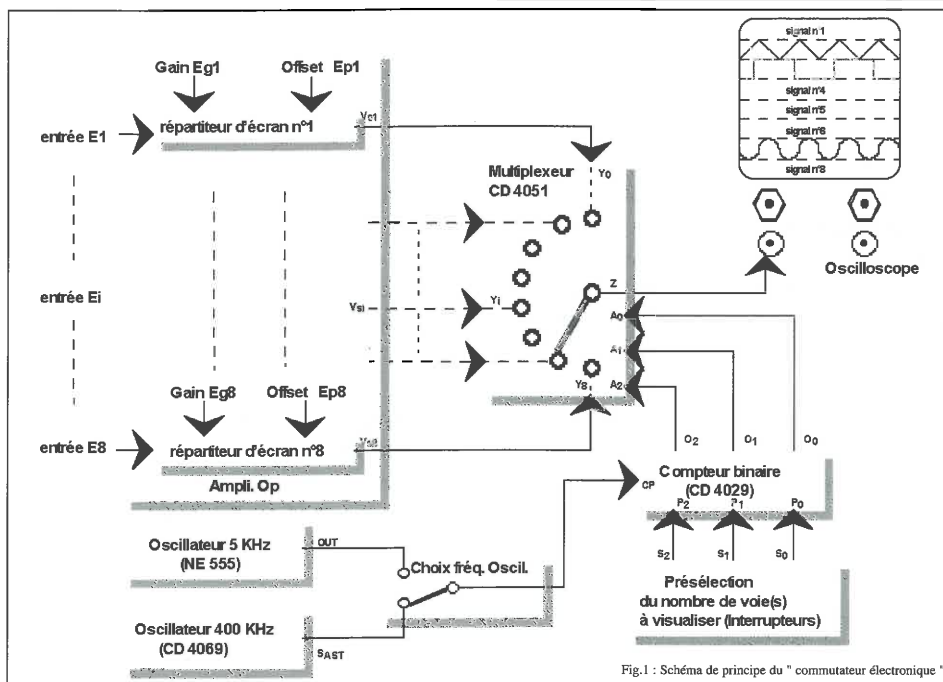 signal n°1
signal n°4
signal n°5
signal n°6
signal n°8
Gain Eg1
Offset Ep1
entrée E1
répartiteur d'écran n°1
Multiplexeur
CD 4051
Y0
Oscilloscope
entrée Ei
Yi
Z
A0
A1
A2
Y8
Gain Eg8
Offset Ep8
entrée E8
répartiteur d'écran n°8
Ampli. Op
O2
O1
O0
Compteur binaire
(CD 4029)
CP
P2
P1
P0
S2
S1
S0
Oscillateur 5 KHz
(NE 555)
OUT
Choix fréq. Oscil.
Oscillateur 400 KHz
(CD 4069)
SAST
Présélection
du nombre de voie(s)
à visualiser (Interrupteurs)
Fig.1 : Schéma de principe du " commutateur électronique "